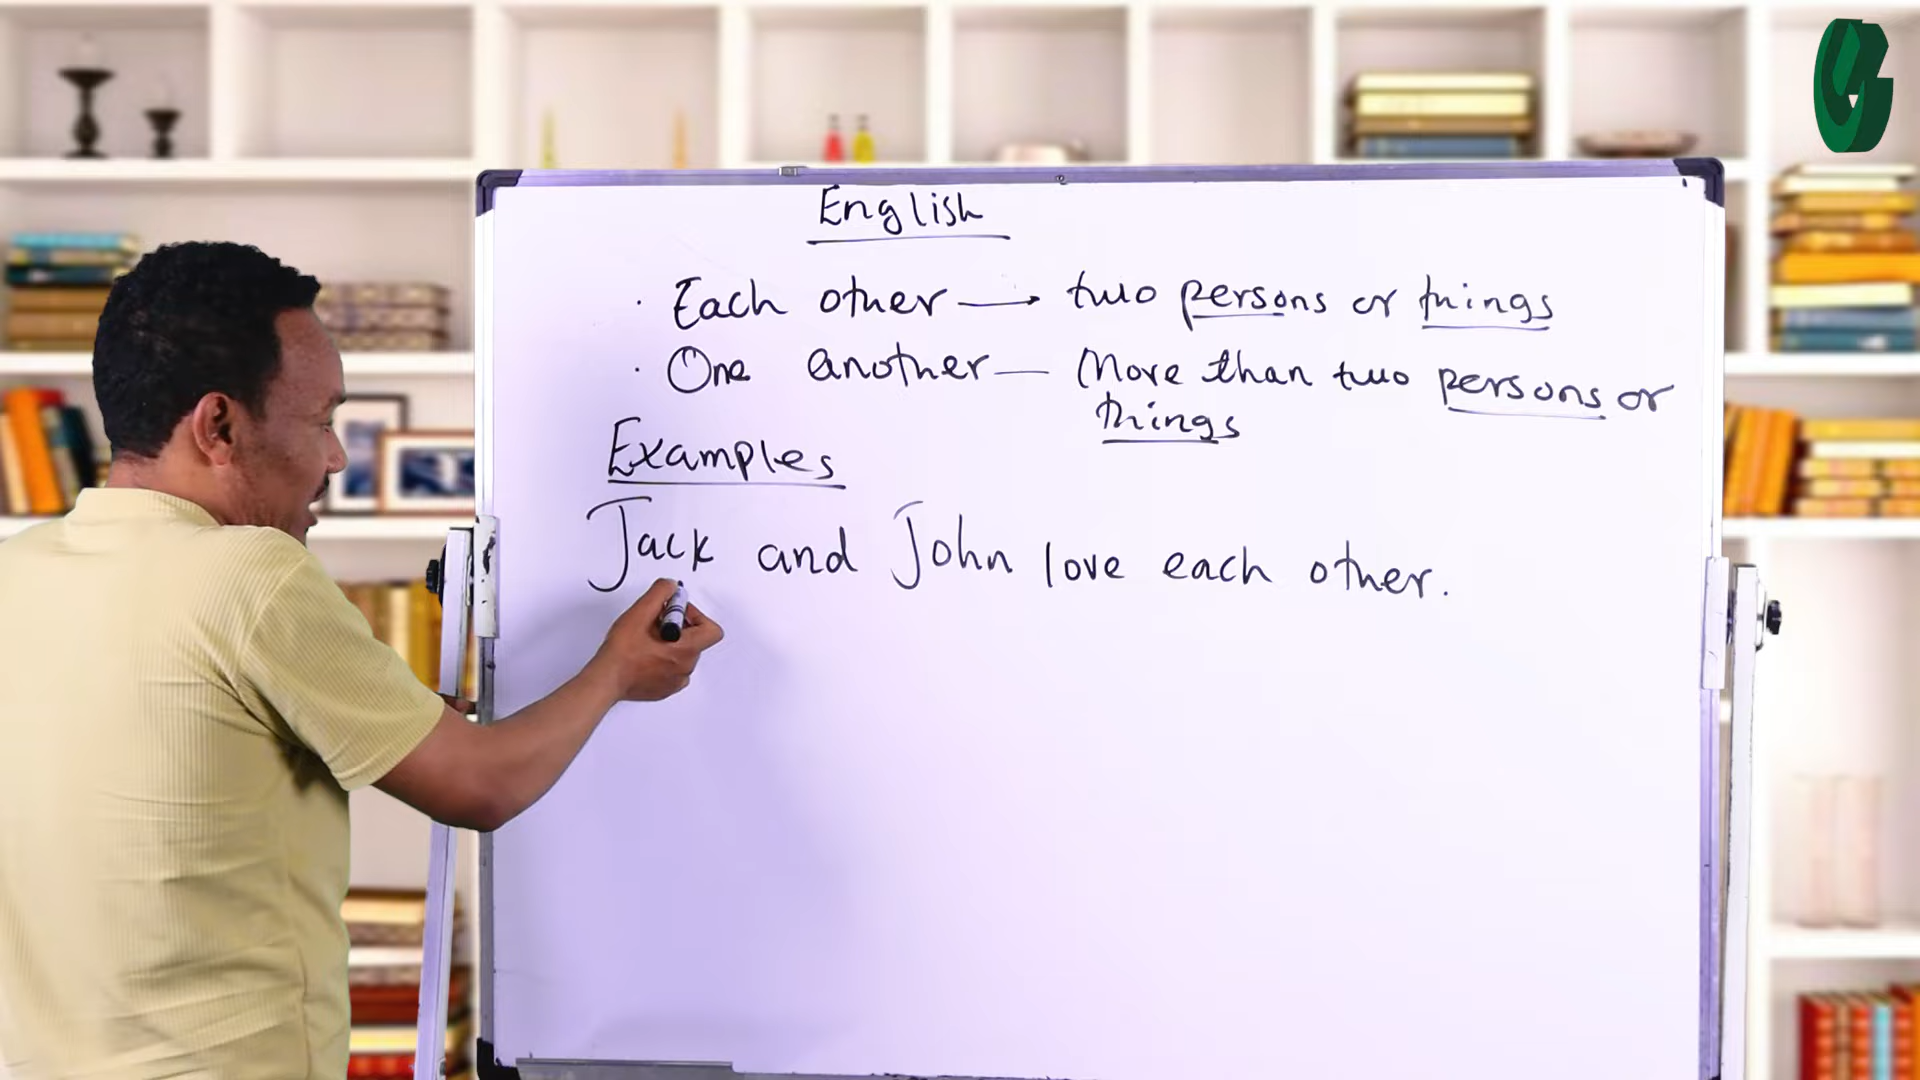 English
. Each other → two persons or things
. One another — More than two persons or
things
Examples
Jack and John love each other.